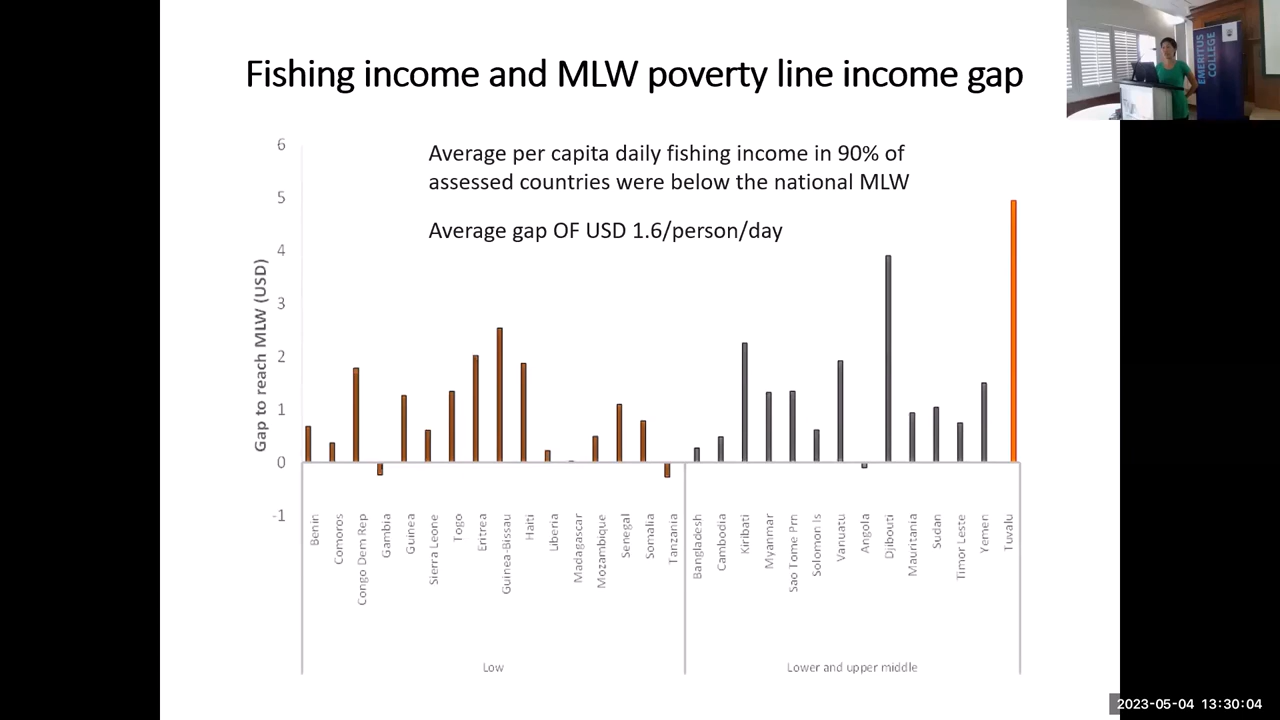 Fishing income and MLW poverty line income gap
EMERITUS
COLLEGE
Average per capita daily fishing income in 90% of
assessed countries were below the national MLW
Average gap OF USD 1.6/person/day
Gap to reach MLW (USD)
6
5
4
3
2
1
0
-1
Benin
Comoros
Congo Dem Rep
Gambia
Guinea
Sierra Leone
Togo
Eritrea
Guinea-Bissau
Haiti
Liberia
Madagascar
Mozambique
Senegal
Somalia
Tanzania
Bangladesh
Cambodia
Kiribati
Myanmar
Sao Tome Prn
Solomon Is
Vanuatu
Angola
Djibouti
Mauritania
Sudan
Timor Leste
Yemen
Tuvalu
Low
Lower and upper middle
2023-05-04 13:30:04